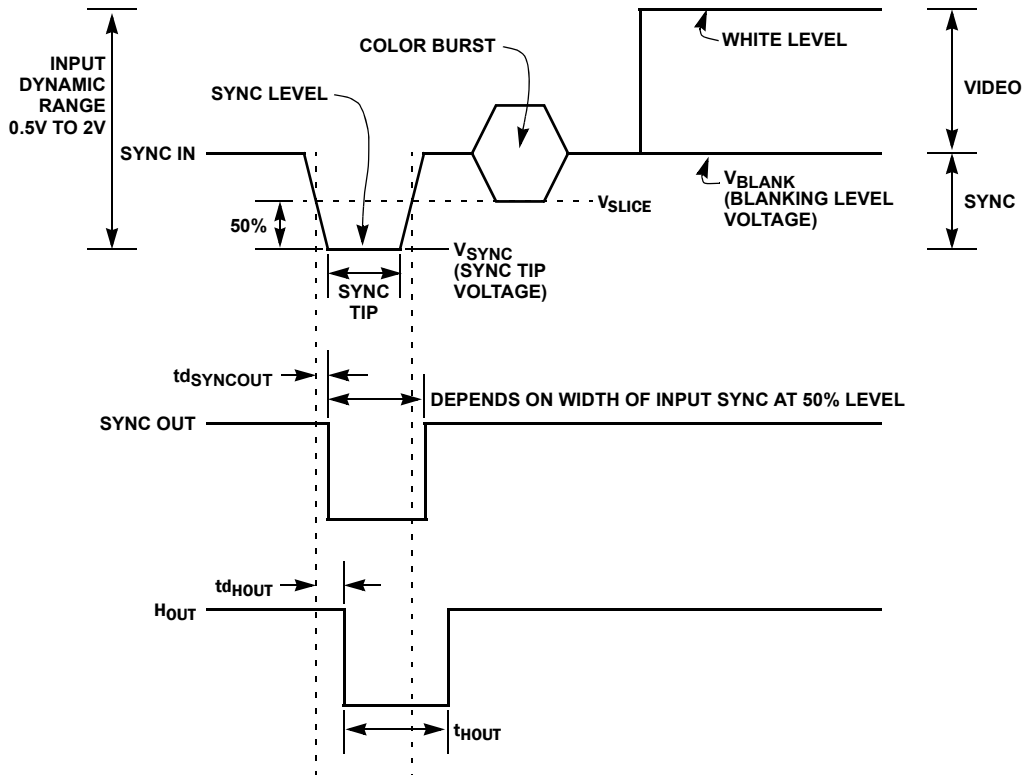 INPUT
DYNAMIC
RANGE
0.5V TO 2V
COLOR BURST
WHITE LEVEL
SYNC LEVEL
VIDEO
SYNC IN
VBLANK
(BLANKING LEVEL
VOLTAGE)
SYNC
VSLICE
50%
VSYNC
(SYNC TIP
VOLTAGE)
SYNC
TIP
tdSYNCOUT
DEPENDS ON WIDTH OF INPUT SYNC AT 50% LEVEL
SYNC OUT
tdHOUT
HOUT
tHOUT